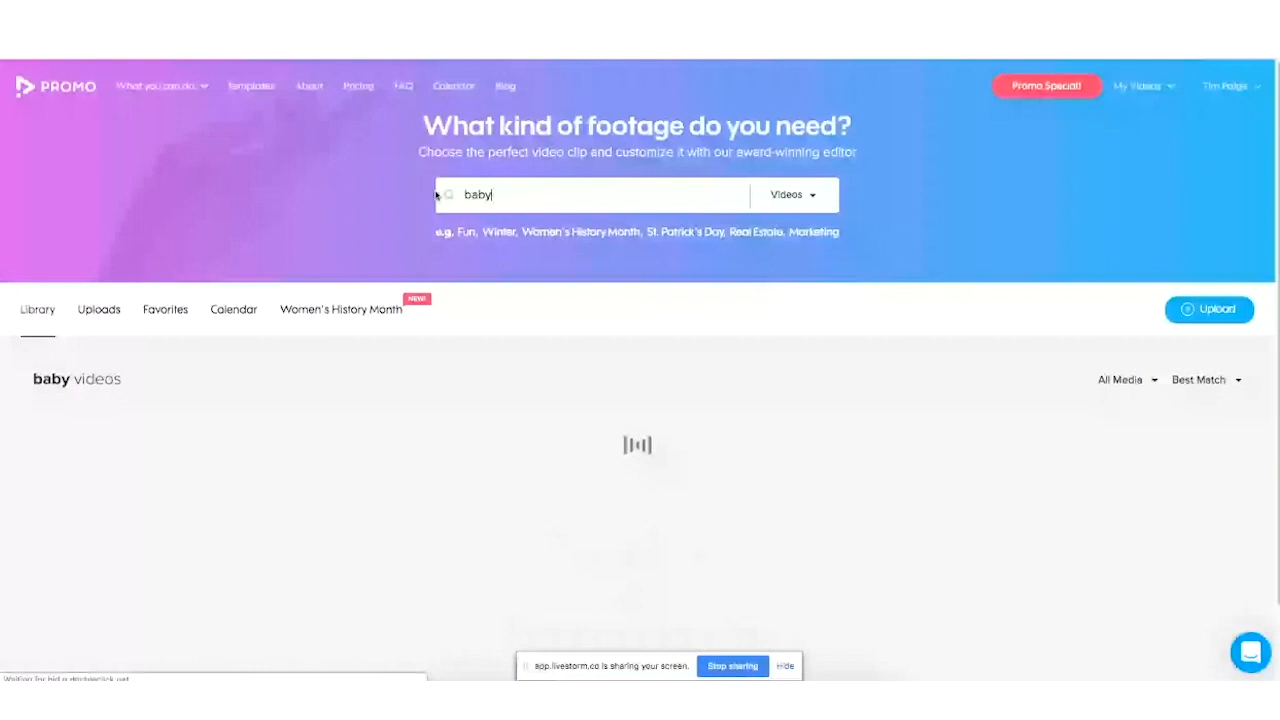 PROMO What you can do. Templates About Pricing FAQ Calendar Blog Promo Special! My Videos Tim Paige
What kind of footage do you need?
Choose the perfect video clip and customize it with our award-winning editor
baby Videos
e.g. Fun, Winter, Women's History Month, St. Patrick's Day, Real Estate, Marketing
Library Uploads Favorites Calendar Women's History Month NEW! Upload
baby videos All Media Best Match
app.livestorm.co is sharing your screen. Stop sharing Hide